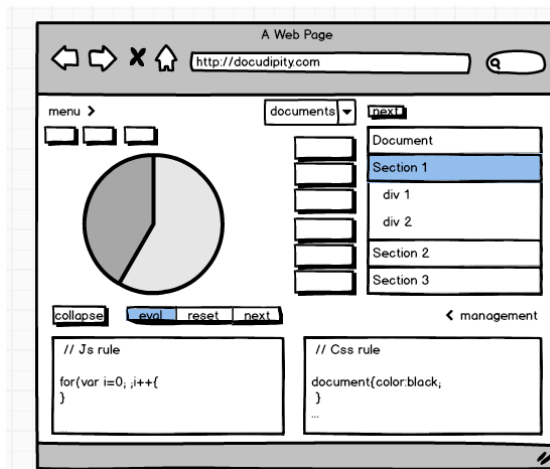 A Web Page
http://docudipity.com
menu >
documents
next
Document
Section 1
div 1
div 2
Section 2
Section 3
collapse
eval
reset
next
< management
// Js rule
for(var i=0; ;i++{
}
// Css rule
document{color:black;
}
...